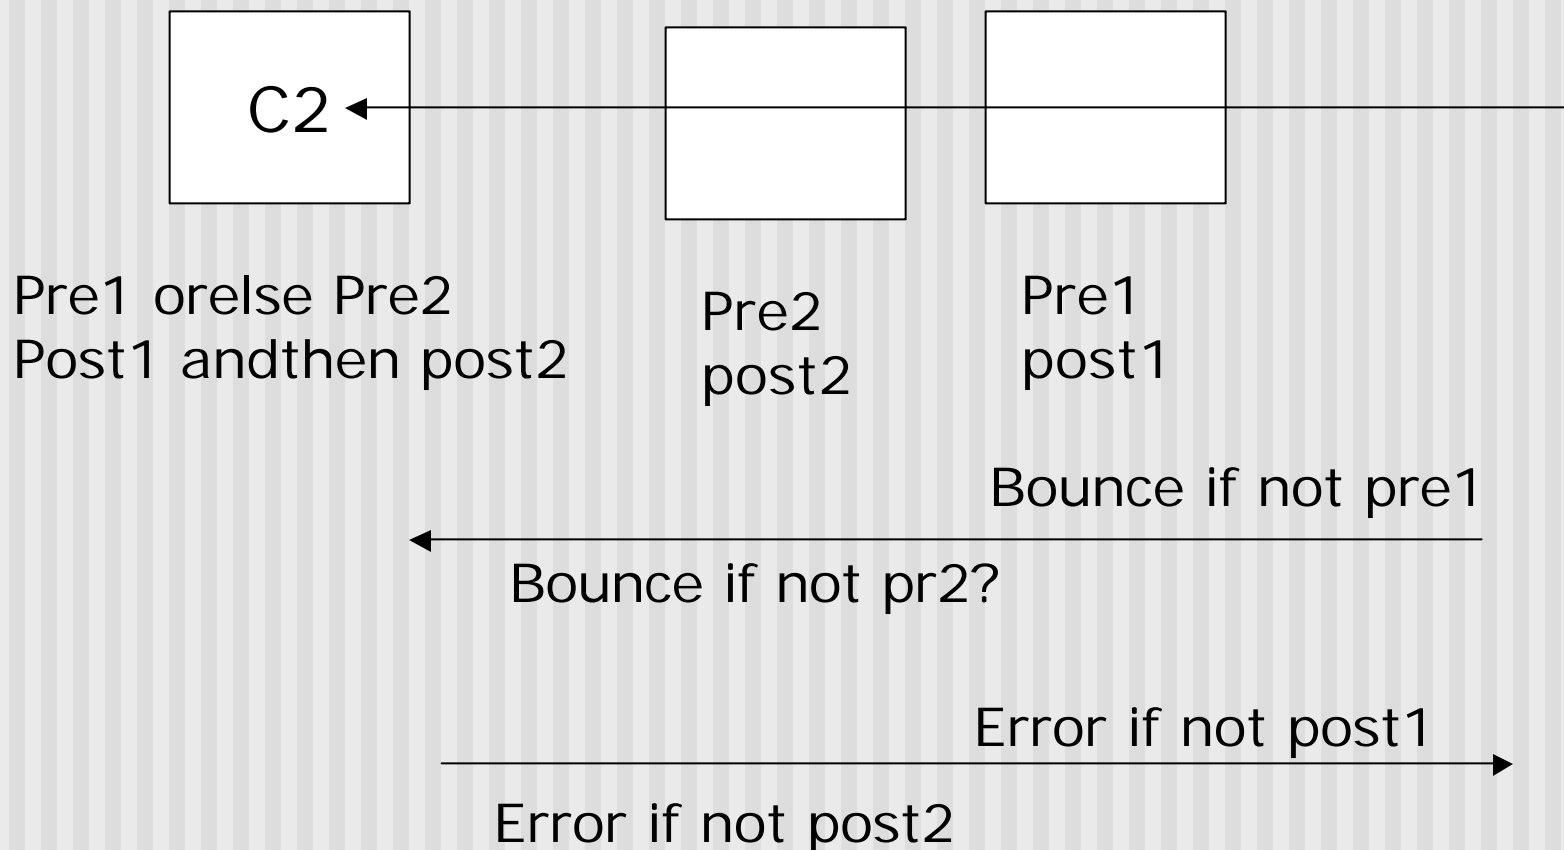 C2
Pre1 orelse Pre2
Post1 andthen post2
Pre2
post2
Pre1
post1
Bounce if not pre1
Bounce if not pr2?
Error if not post1
Error if not post2